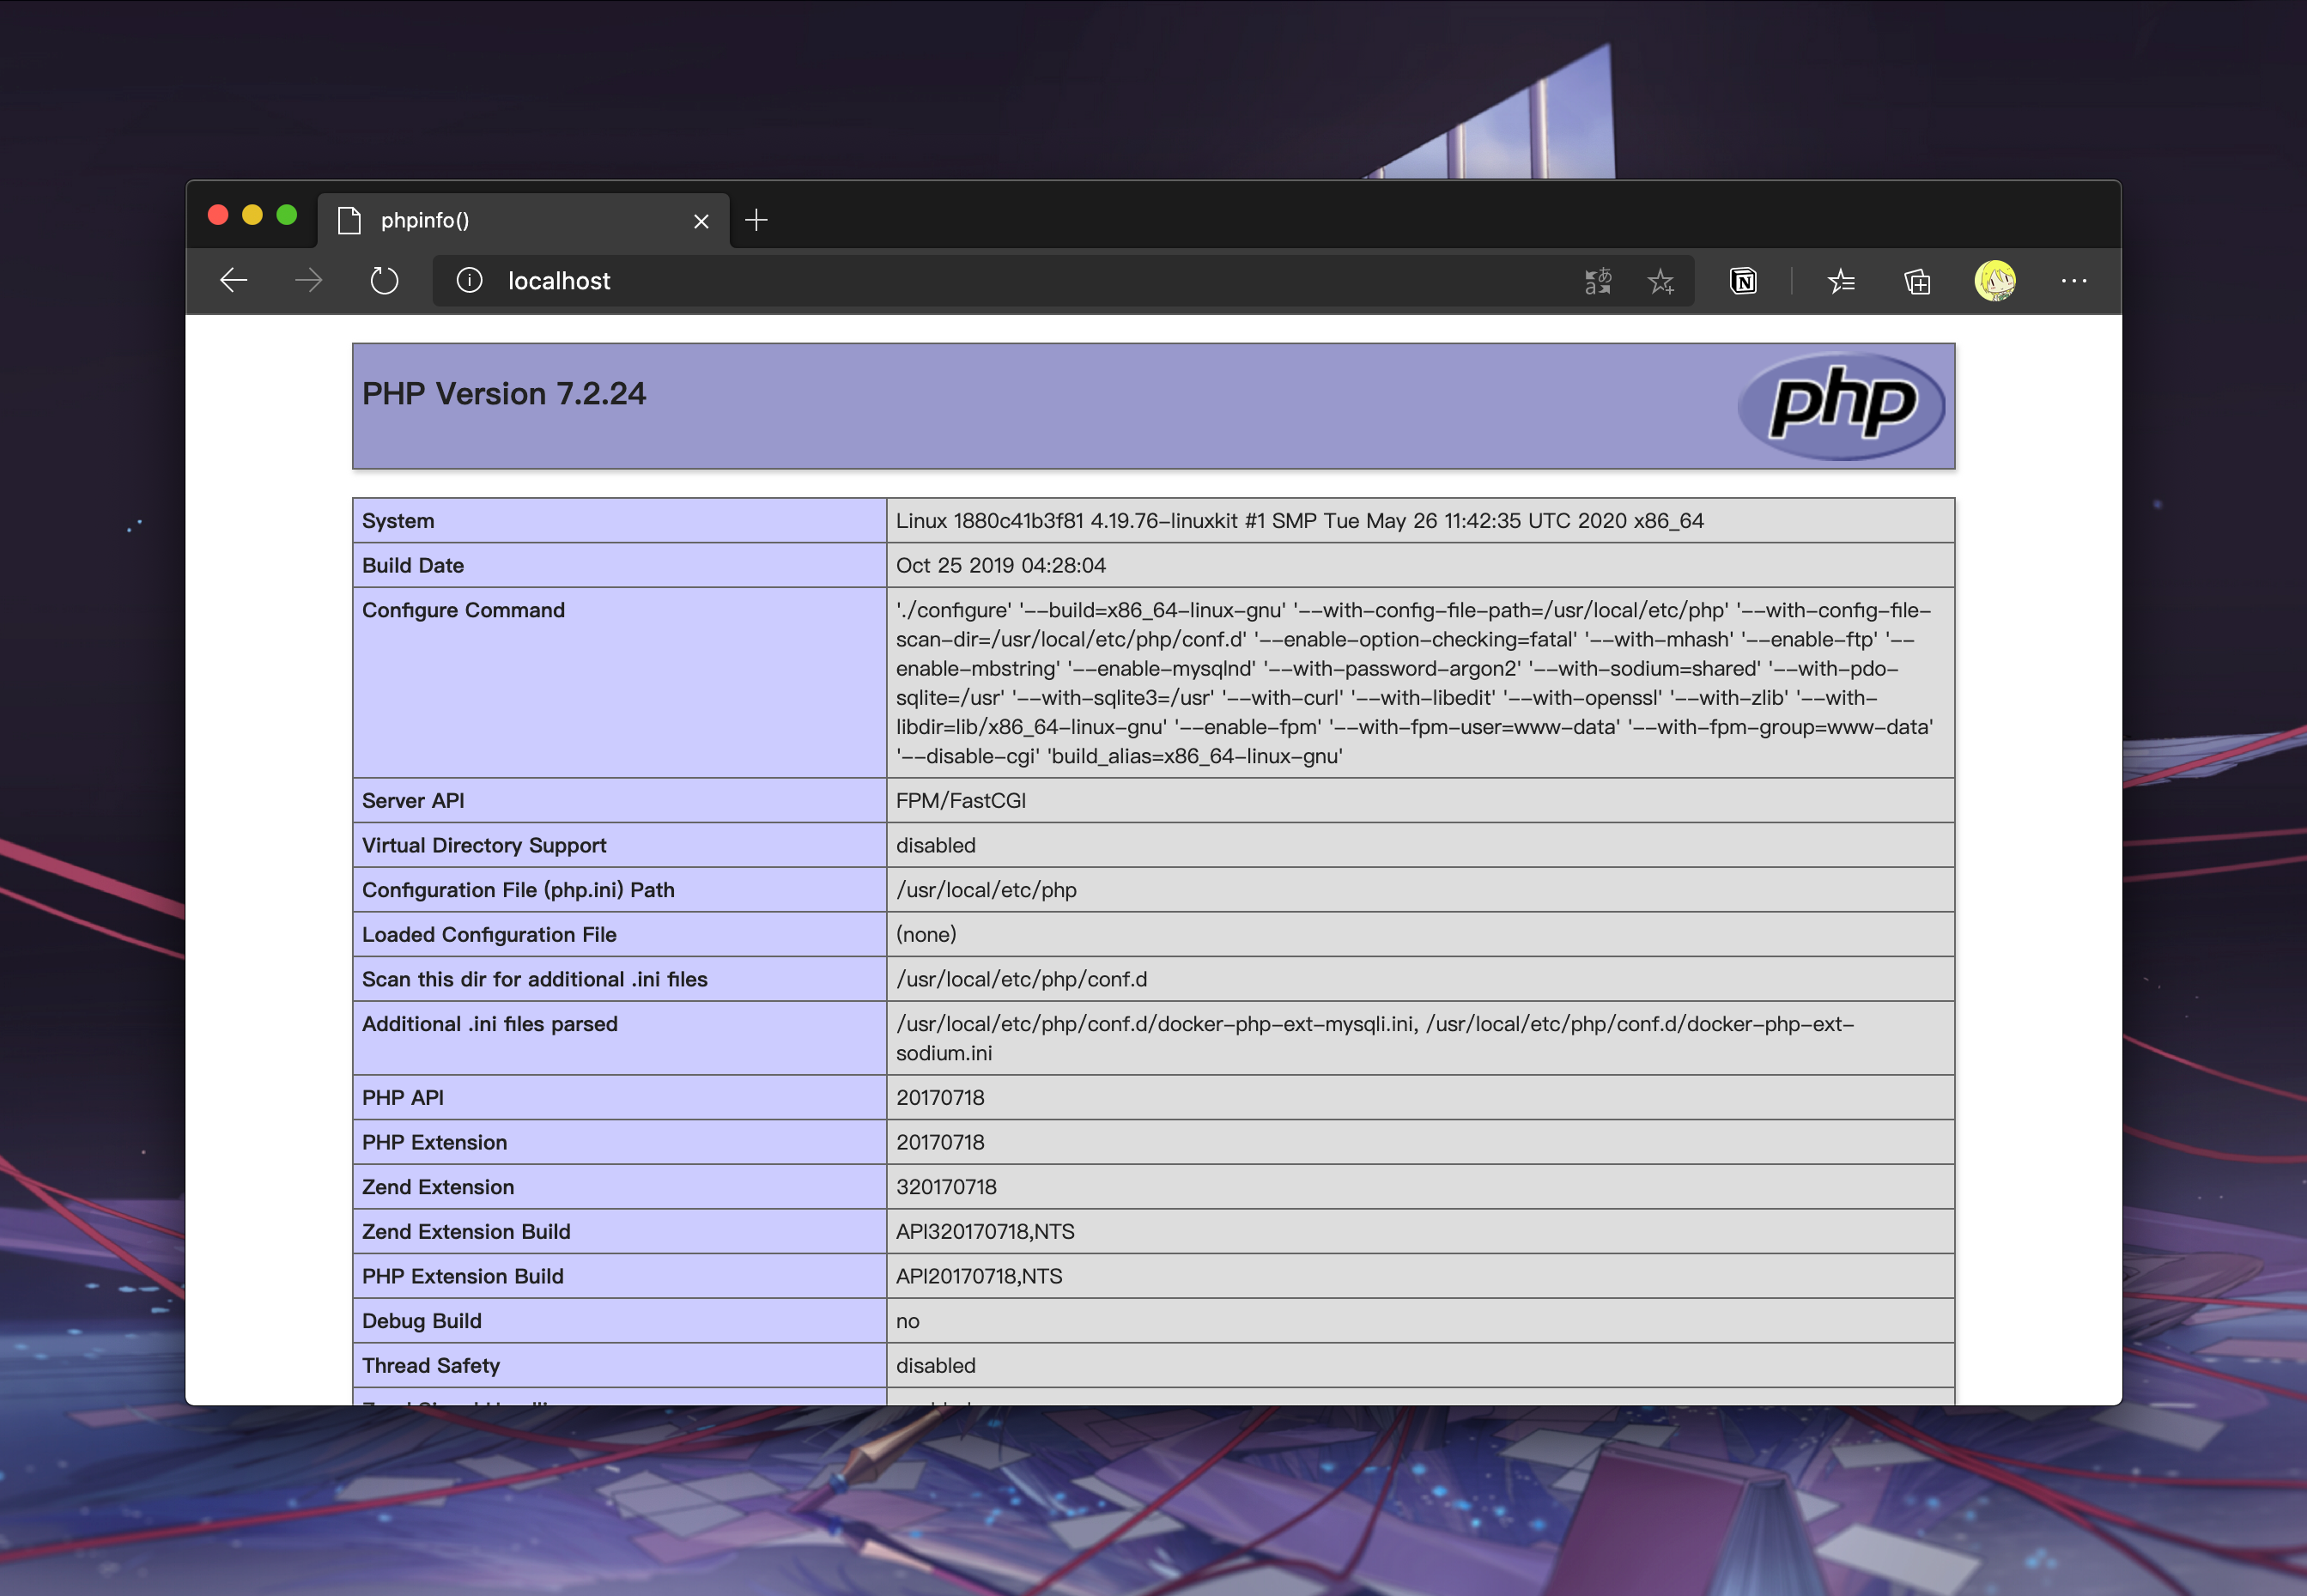 phpinfo()
localhost
PHP Version 7.2.24
php
System Linux 1880c41b3f81 4.19.76-linuxkit #1 SMP Tue May 26 11:42:35 UTC 2020 x86_64
Build Date Oct 25 2019 04:28:04
Configure Command './configure' '--build=x86_64-linux-gnu' '--with-config-file-path=/usr/local/etc/php' '--with-config-file-
scan-dir=/usr/local/etc/php/conf.d' '--enable-option-checking=fatal' '--with-mhash' '--enable-ftp' '--
enable-mbstring' '--enable-mysqlnd' '--with-password-argon2' '--with-sodium=shared' '--with-pdo-
sqlite=/usr' '--with-sqlite3=/usr' '--with-curl' '--with-libedit' '--with-openssl' '--with-zlib' '--with-
libdir=lib/x86_64-linux-gnu' '--enable-fpm' '--with-fpm-user=www-data' '--with-fpm-group=www-data'
'--disable-cgi' 'build_alias=x86_64-linux-gnu'
Server API FPM/FastCGI
Virtual Directory Support disabled
Configuration File (php.ini) Path /usr/local/etc/php
Loaded Configuration File (none)
Scan this dir for additional .ini files /usr/local/etc/php/conf.d
Additional .ini files parsed /usr/local/etc/php/conf.d/docker-php-ext-mysqli.ini, /usr/local/etc/php/conf.d/docker-php-ext-
sodium.ini
PHP API 20170718
PHP Extension 20170718
Zend Extension 320170718
Zend Extension Build API320170718,NTS
PHP Extension Build API20170718,NTS
Debug Build no
Thread Safety disabled